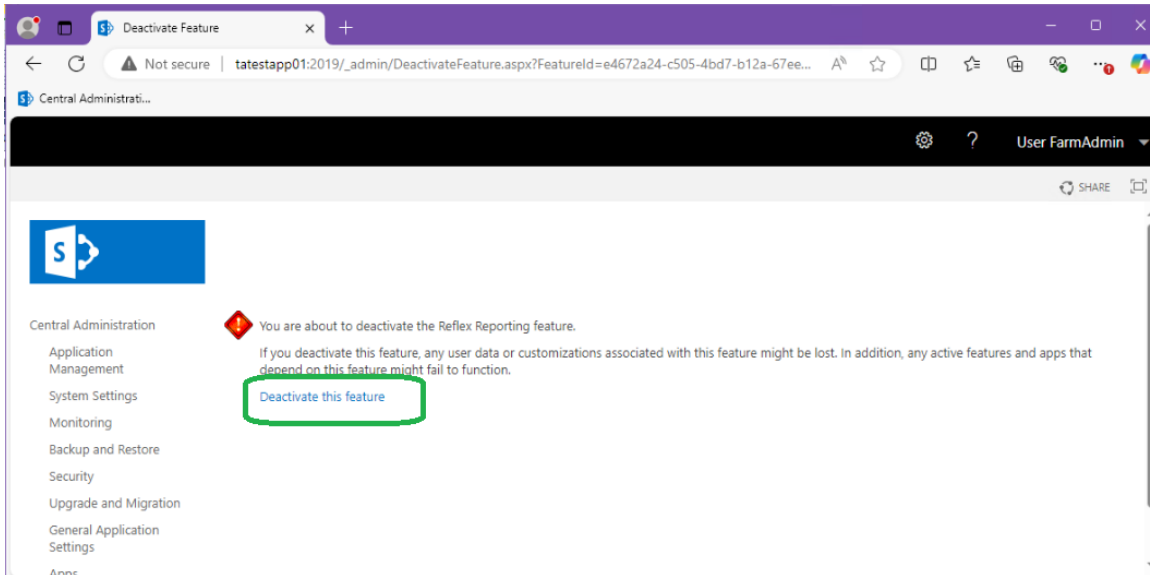 Deactivate Feature
Not secure | tatestapp01:2019/_admin/DeactivateFeature.aspx?FeatureId=e4672a24-c505-4bd7-b12a-67ee...
Central Administrati...
? User FarmAdmin
SHARE
S
Central Administration
Application
Management
System Settings
Monitoring
Backup and Restore
Security
Upgrade and Migration
General Application
Settings
Apps
You are about to deactivate the Reflex Reporting feature.
If you deactivate this feature, any user data or customizations associated with this feature might be lost. In addition, any active features and apps that
depend on this feature might fail to function.
Deactivate this feature